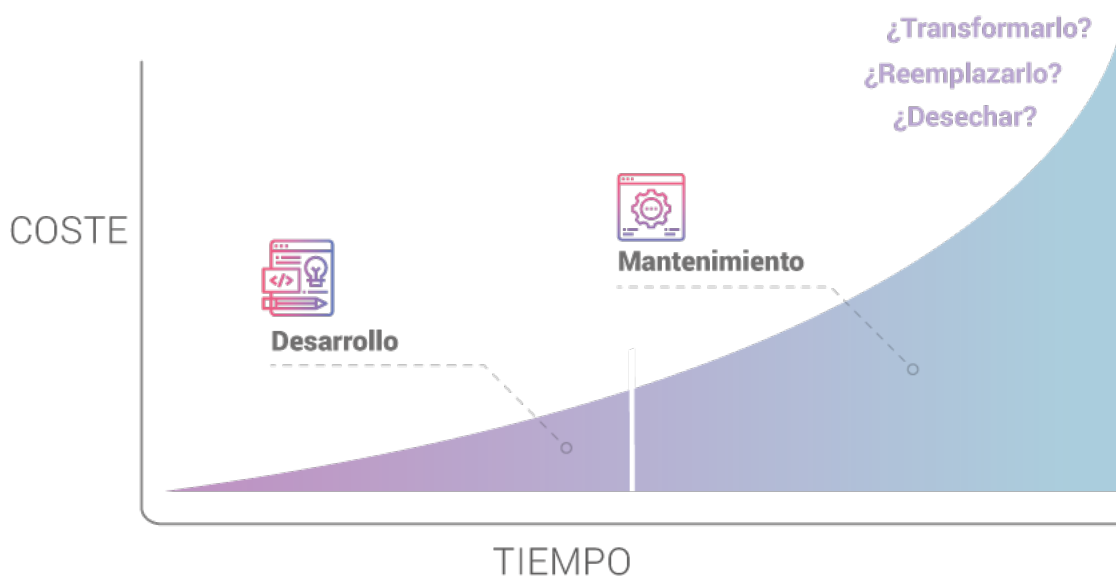 ¿Transformarlo?
¿Reemplazarlo?
¿Desechar?
COSTE
</>
Mantenimiento
Desarrollo
TIEMPO